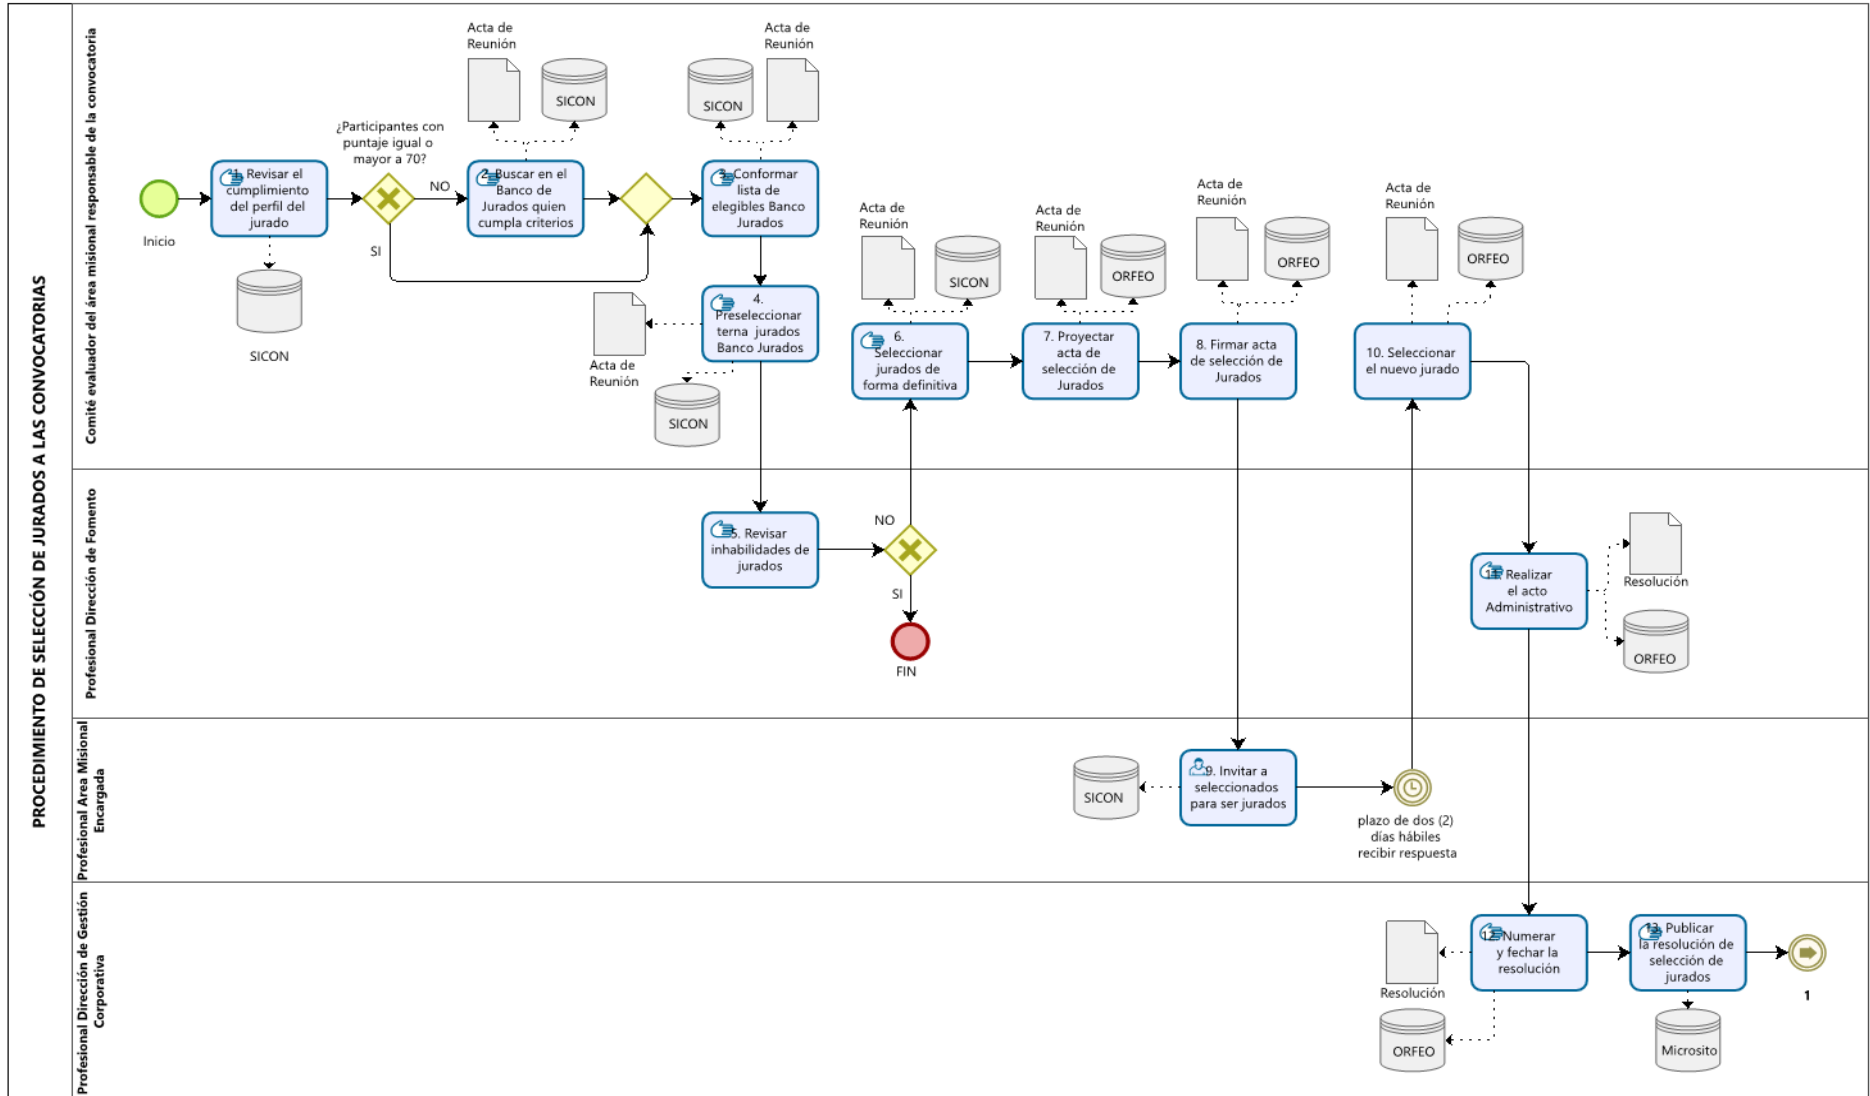 PROCEDIMIENTO DE SELECCIÓN DE JURADOS A LAS CONVOCATORIAS
Comité evaluador del área misional responsable de la convocatoria
Inicio
1. Revisar el
cumplimiento
del perfil del
jurado
SICON
¿Participantes con
puntaje igual o
mayor a 70?
NO
SI
Acta de
Reunión
SICON
2. Buscar en el
Banco de
Jurados quien
cumpla criterios
SICON
Acta de
Reunión
3. Conformar
lista de
elegibles Banco
Jurados
4.
Preseleccionar
terna jurados
Banco Jurados
Acta de
Reunión
SICON
Acta de
Reunión
SICON
6.
Seleccionar
jurados de
forma definitiva
Acta de
Reunión
ORFEO
7. Proyectar
acta de
selección de
Jurados
Acta de
Reunión
ORFEO
8. Firmar acta
de selección de
Jurados
Acta de
Reunión
ORFEO
10. Seleccionar
el nuevo jurado
Profesional Dirección de Fomento
5. Revisar
inhabilidades de
jurados
NO
SI
FIN
11. Realizar
el acto
Administrativo
Resolución
ORFEO
Profesional Area Misional
Encargada
SICON
9. Invitar a
seleccionados
para ser jurados
plazo de dos (2)
días hábiles
recibir respuesta
Profesional Dirección de Gestión
Corporativa
Resolución
ORFEO
12. Numerar
y fechar la
resolución
13. Publicar
la resolución de
selección de
jurados
Microsito
1